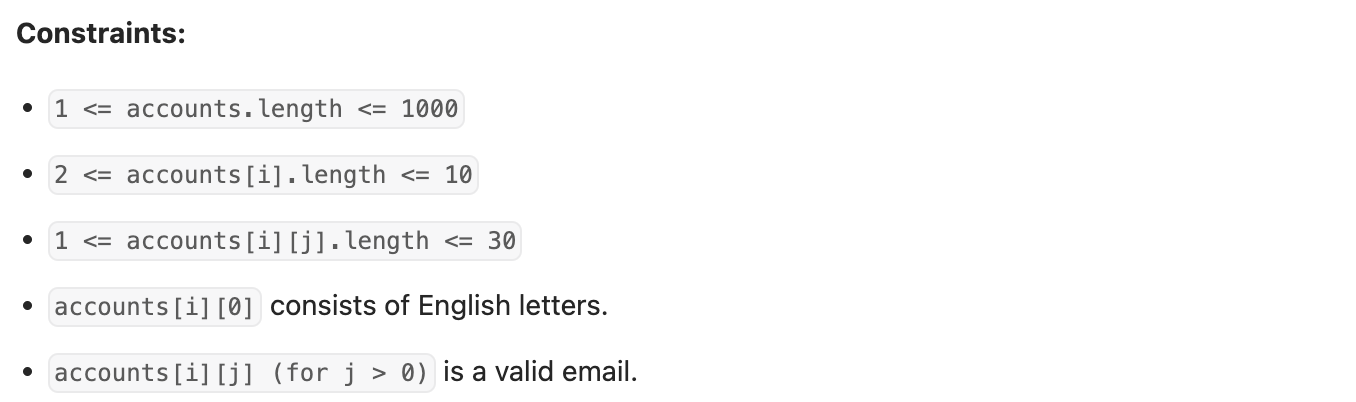 Constraints:
1 <= accounts.length <= 1000
2 <= accounts[i].length <= 10
1 <= accounts[i][j].length <= 30
accounts[i][0] consists of English letters.
accounts[i][j] (for j > 0) is a valid email.